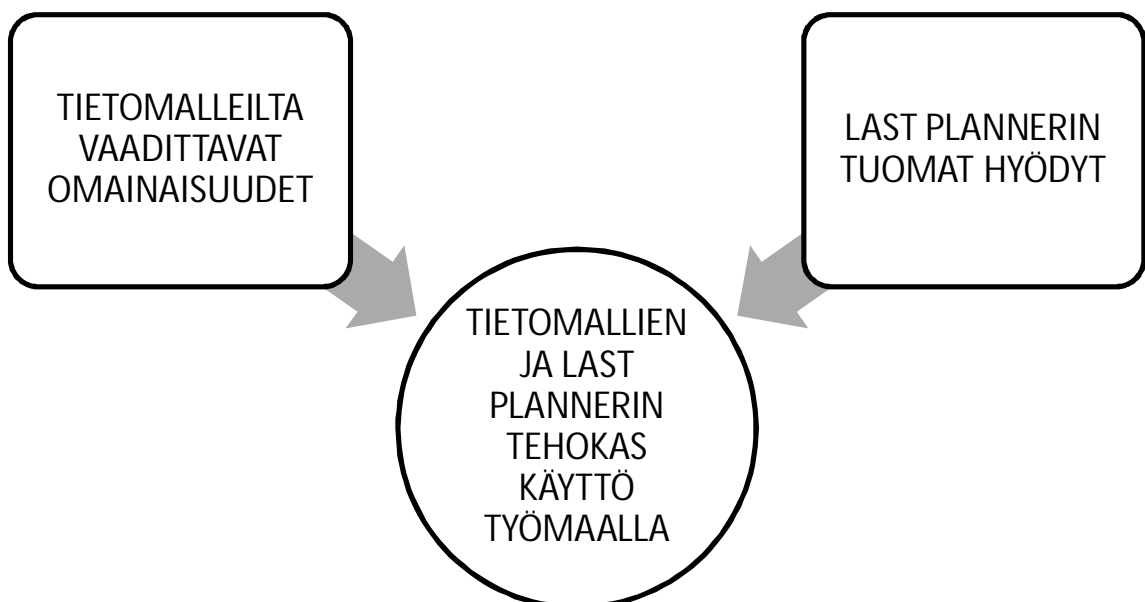 TIETOMALLEILTA
VAADITTAVAT
OMAINAISUUDET
LAST PLANNERIN
TUOMAT HYÖDYT
TIETOMALLIEN
JA LAST
PLANNERIN
TEHOKAS
KÄYTTÖ
TYÖMAALLA